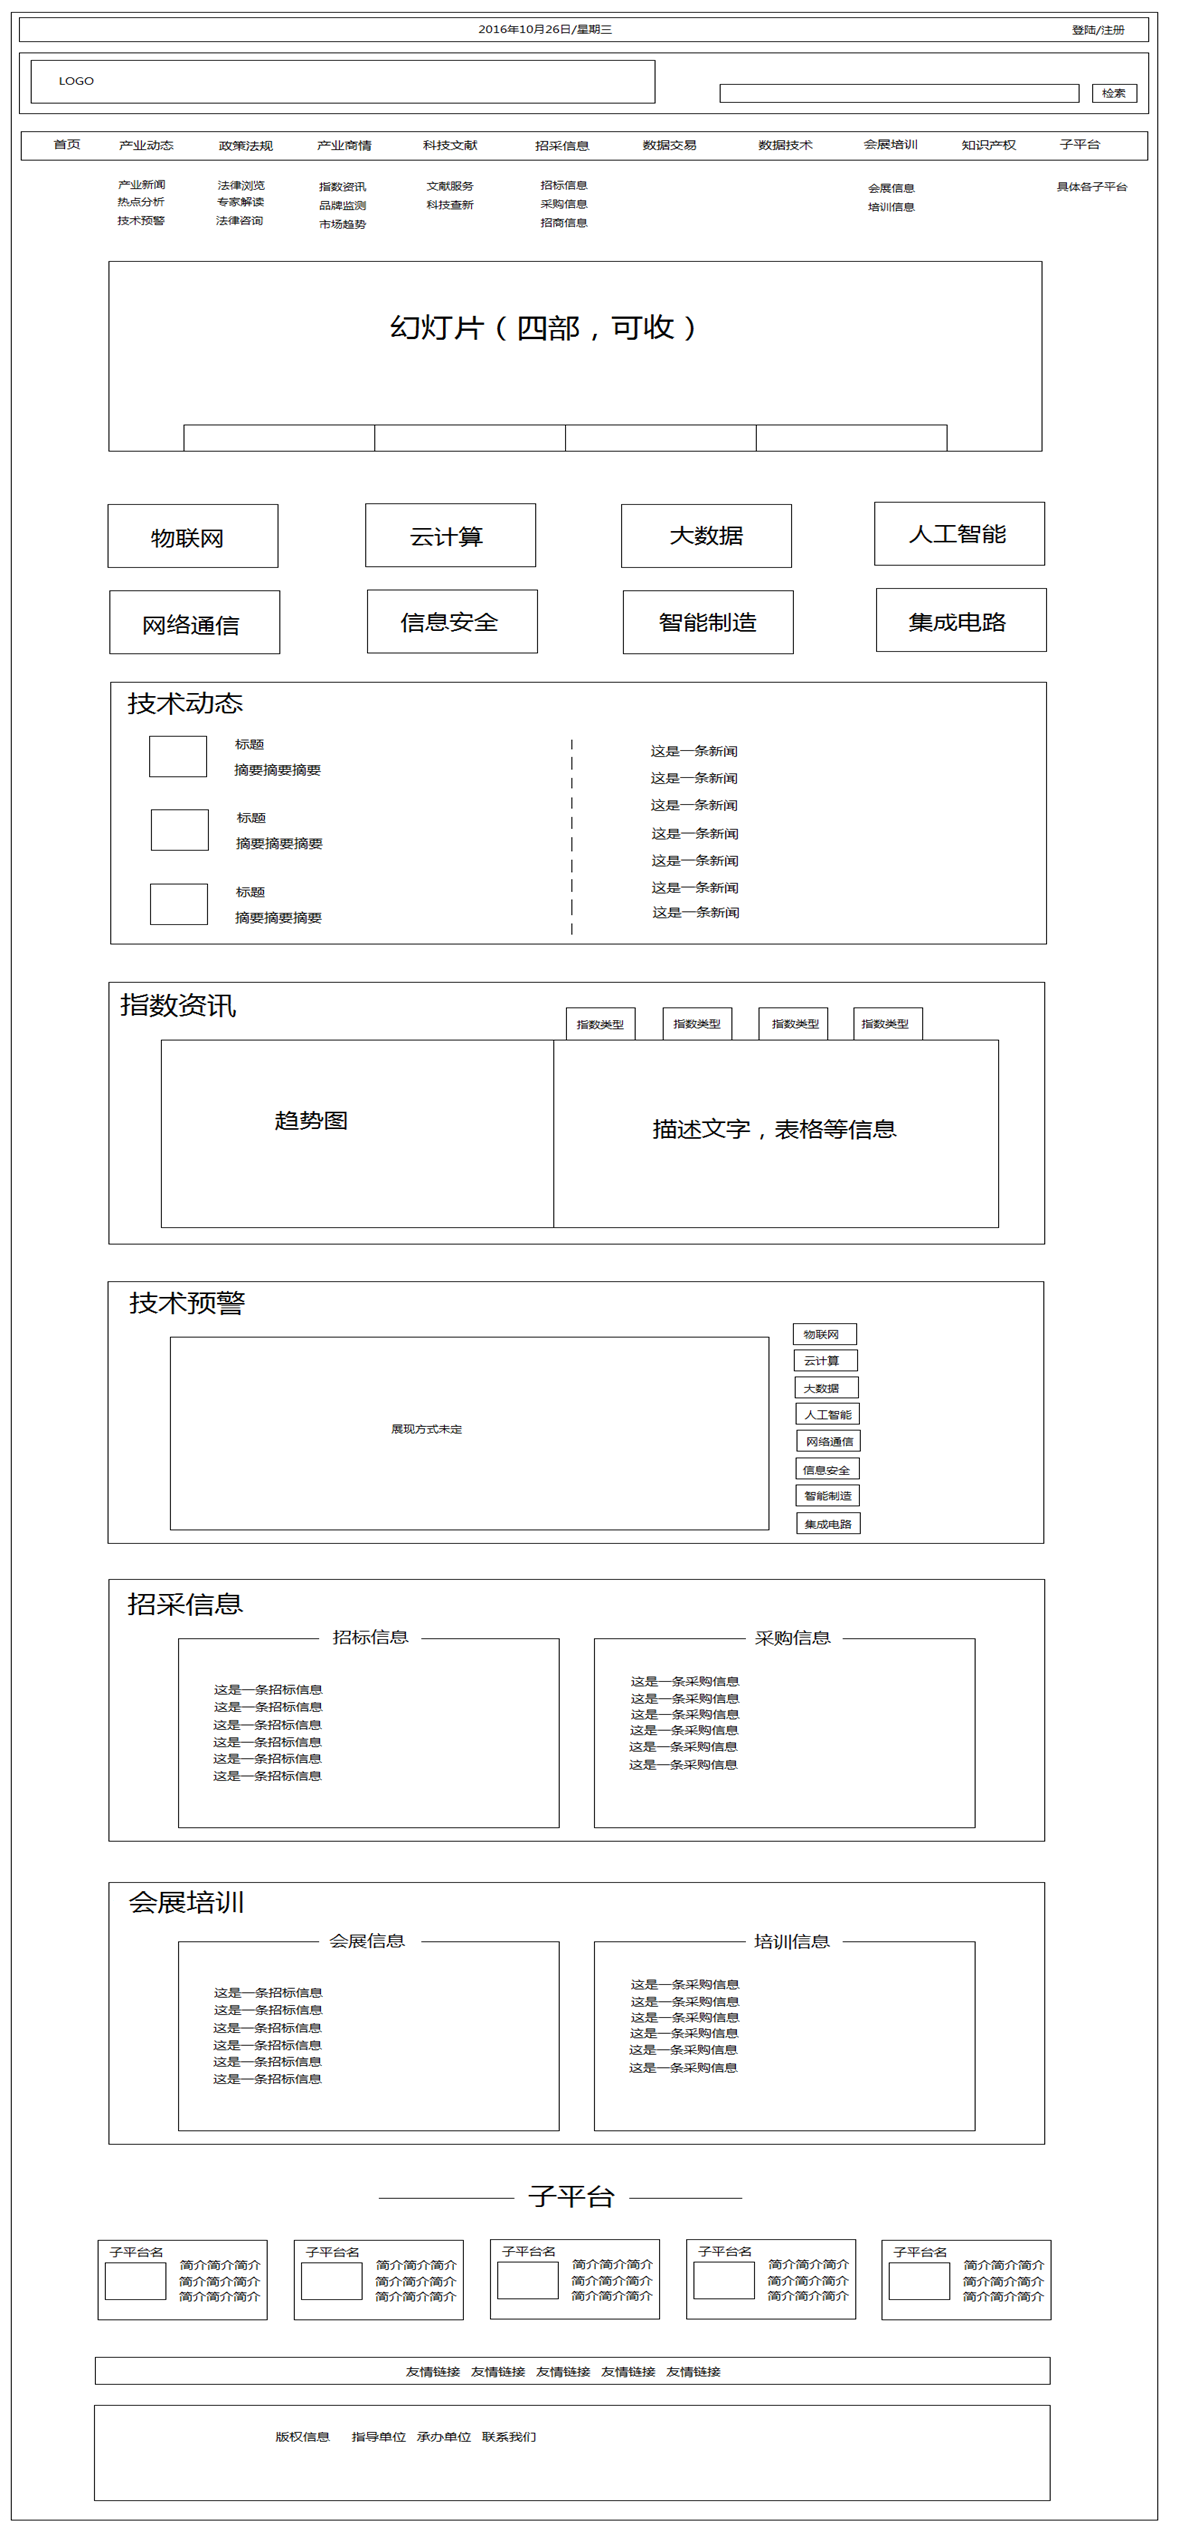 2016年10月26日/星期三 登陆/注册
LOGO
检索
首页 产业动态 政策法规 产业商情 科技文献 招采信息 数据交易 数据技术 会展培训 知识产权 子平台
产业新闻 法律浏览 指数资讯 文献服务 招标信息 会展信息 具体各子平台
热点分析 专家解读 品牌监测 科技查新 采购信息 培训信息
技术预警 法律咨询 市场趋势 招商信息
幻灯片（四部，可收）
物联网 云计算 大数据 人工智能
网络通信 信息安全 智能制造 集成电路
技术动态
标题
摘要摘要摘要
标题
摘要摘要摘要
标题
摘要摘要摘要
这是一条新闻
这是一条新闻
这是一条新闻
这是一条新闻
这是一条新闻
这是一条新闻
这是一条新闻
指数资讯
指数类型 指数类型 指数类型 指数类型
趋势图
描述文字，表格等信息
技术预警
展现方式未定
物联网
云计算
大数据
人工智能
网络通信
信息安全
智能制造
集成电路
招采信息
招标信息
这是一条招标信息
这是一条招标信息
这是一条招标信息
这是一条招标信息
这是一条招标信息
这是一条招标信息
采购信息
这是一条采购信息
这是一条采购信息
这是一条采购信息
这是一条采购信息
这是一条采购信息
这是一条采购信息
会展培训
会展信息
这是一条招标信息
这是一条招标信息
这是一条招标信息
这是一条招标信息
这是一条招标信息
这是一条招标信息
培训信息
这是一条采购信息
这是一条采购信息
这是一条采购信息
这是一条采购信息
这是一条采购信息
这是一条采购信息
子平台
子平台名
简介简介简介
简介简介简介
简介简介简介
子平台名
简介简介简介
简介简介简介
简介简介简介
子平台名
简介简介简介
简介简介简介
简介简介简介
子平台名
简介简介简介
简介简介简介
简介简介简介
子平台名
简介简介简介
简介简介简介
简介简介简介
友情链接 友情链接 友情链接 友情链接 友情链接
版权信息 指导单位 承办单位 联系我们